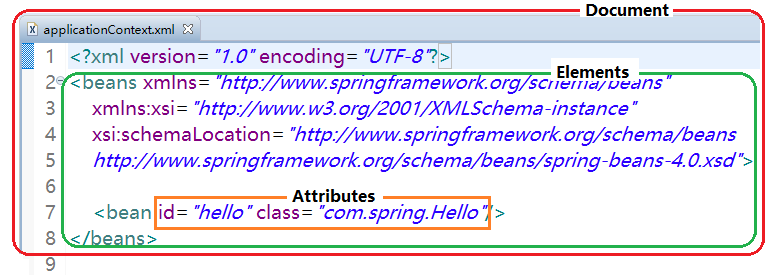 Document
applicationContext.xml
1 <?xml version="1.0" encoding="UTF-8"?>
Elements
2 <beans xmlns="http://www.springframework.org/schema/beans"
3 xmlns:xsi="http://www.w3.org/2001/XMLSchema-instance"
4 xsi:schemaLocation="http://www.springframework.org/schema/beans
5 http://www.springframework.org/schema/beans/spring-beans-4.0.xsd">
6
Attributes
7 <bean id="hello" class="com.spring.Hello"/>
8 </beans>
9